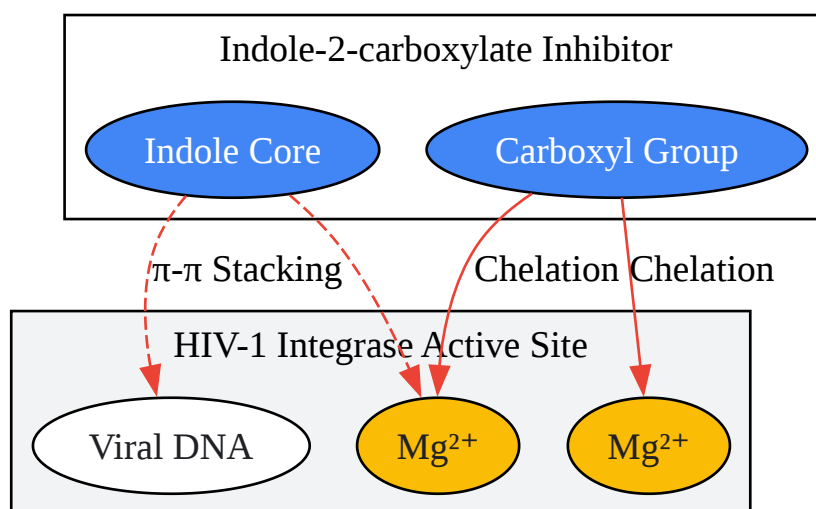 Indole-2-carboxylate Inhibitor
Indole Core
Carboxyl Group
π-π Stacking
Chelation
Chelation
HIV-1 Integrase Active Site
Viral DNA
Mg²⁺
Mg²⁺